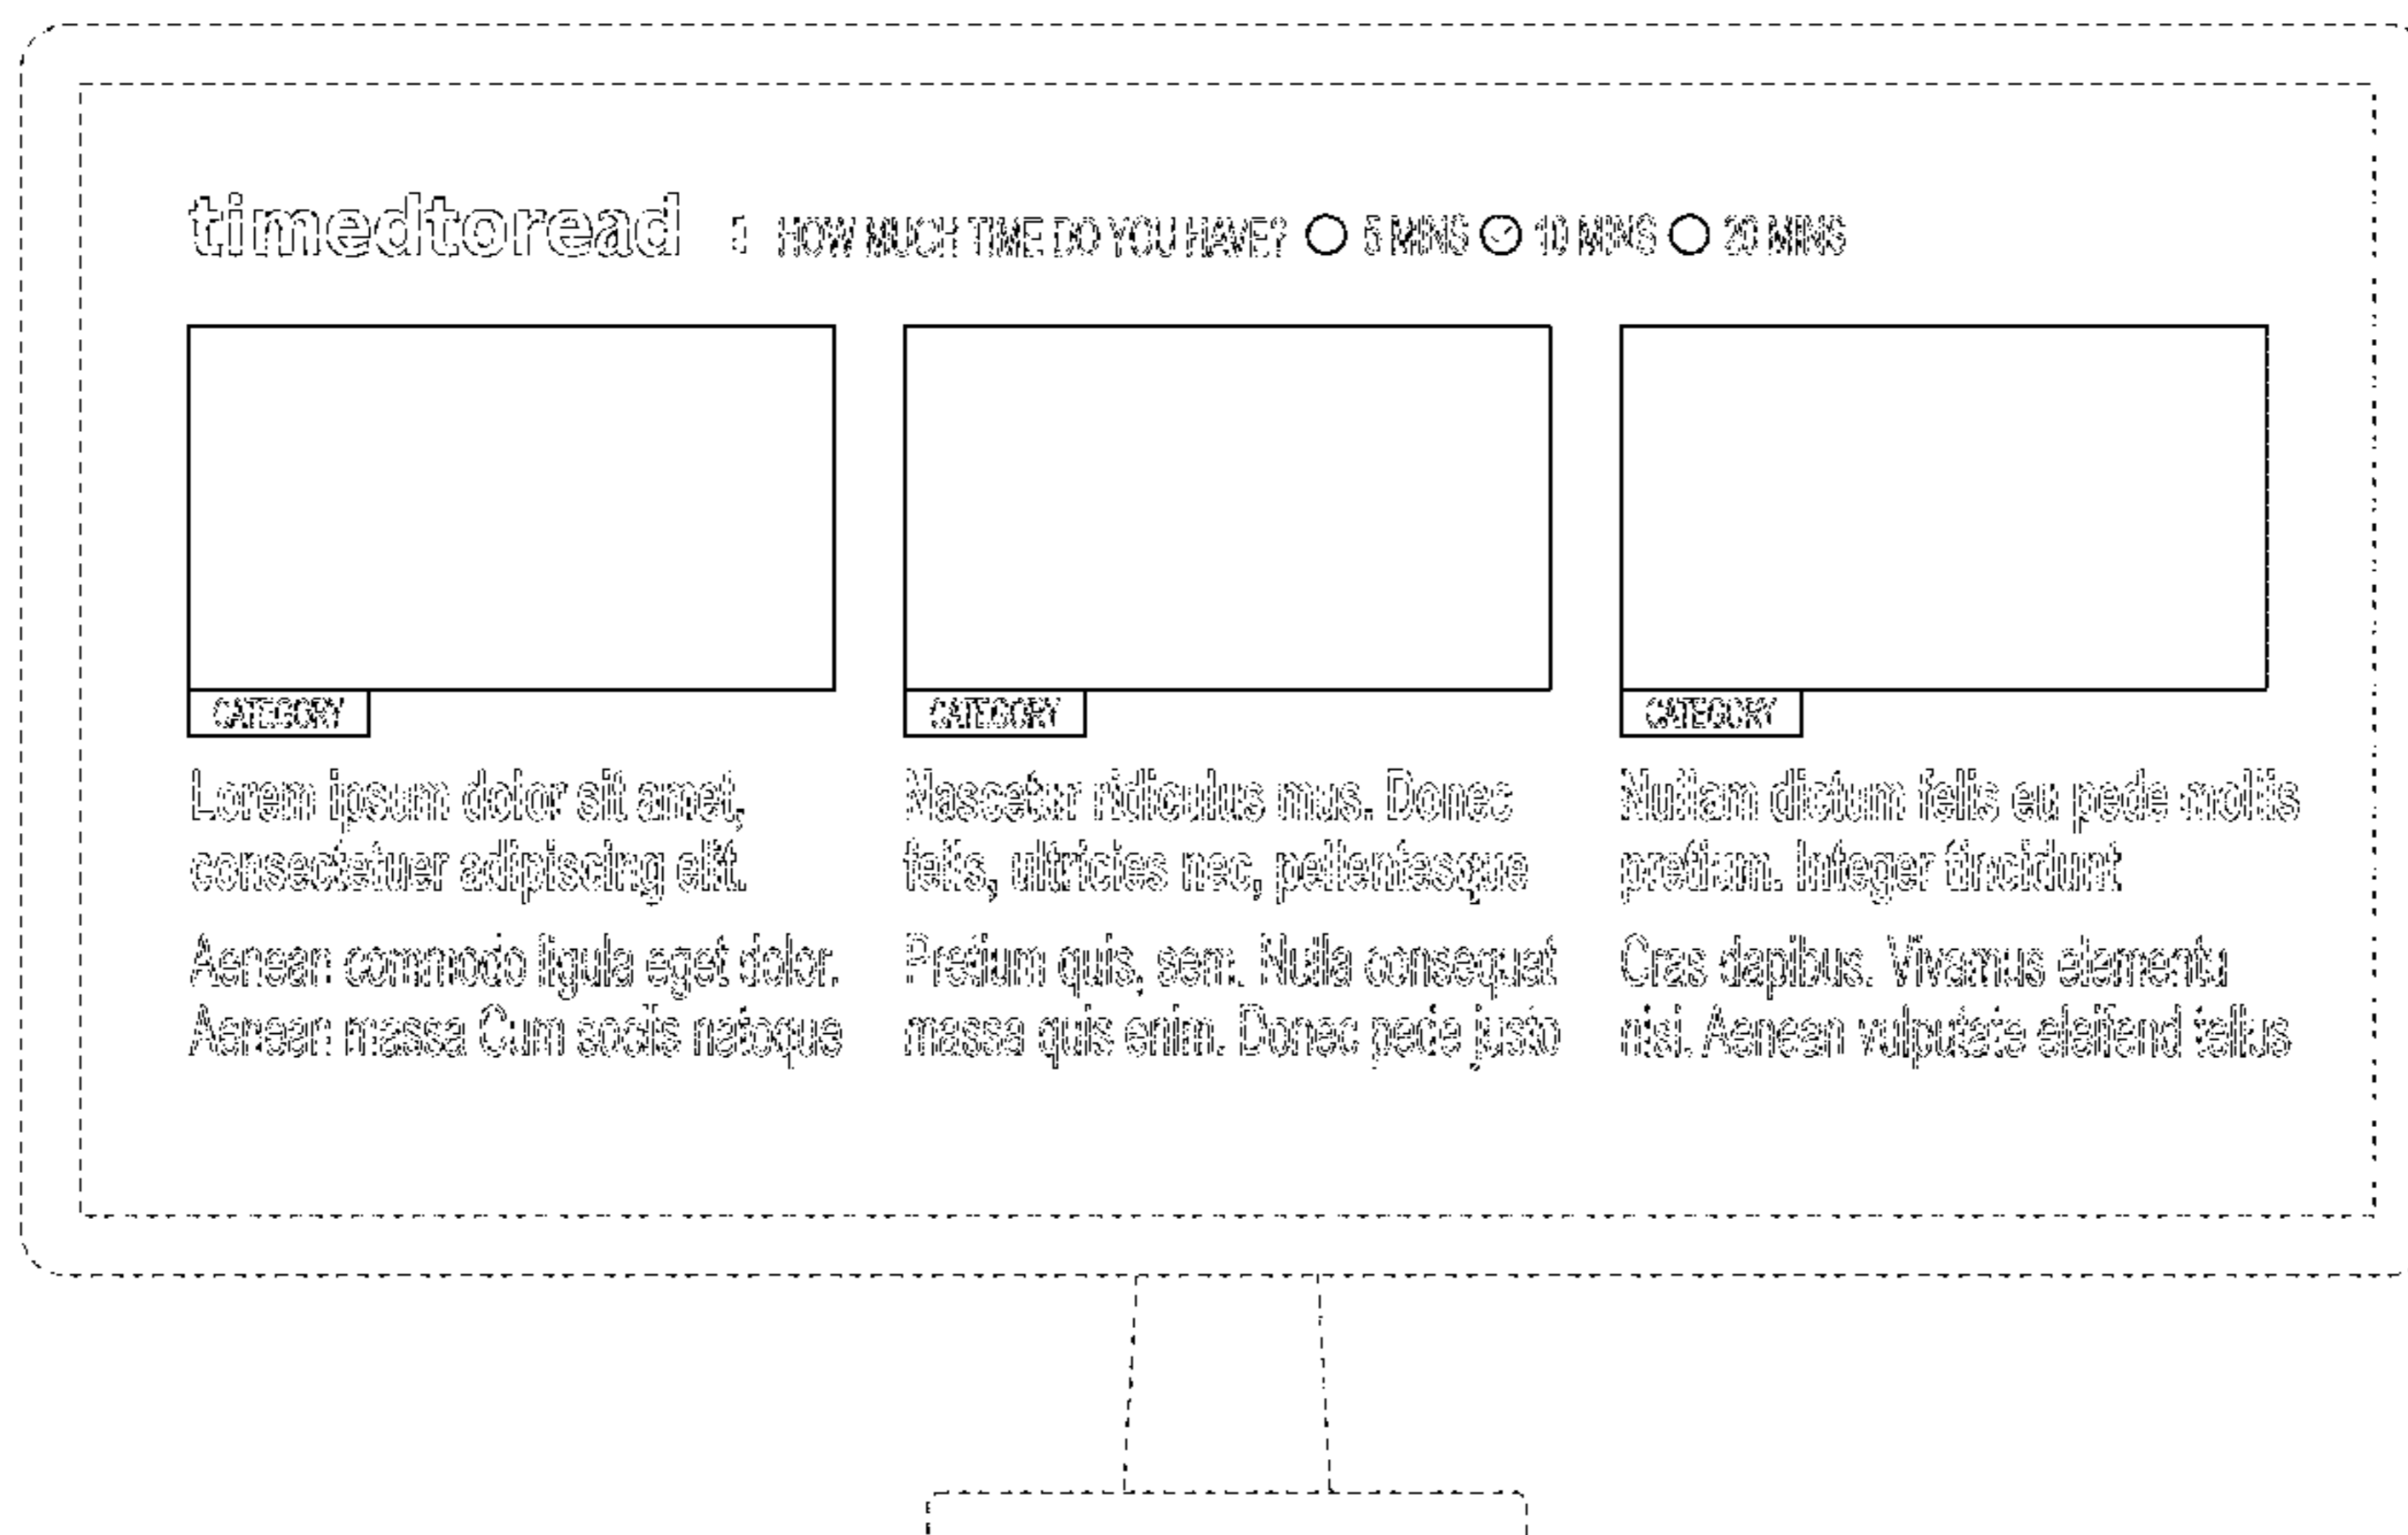 timedtoread HOW MUCH TIME DO YOU HAVE? 5 MINS 10 MINS 20 MINS
CATEGORY
Lorem ipsum dolor sit amet,
consectetuer adipiscing elit.
Aenean commodo ligula eget dolor.
Aenean massa Cum sociis natoque
CATEGORY
Nascetur ridiculus mus. Donec
felis, ultricies nec, pellentesque
Pretium quis, sem. Nulla consequat
massa quis enim. Donec pede justo
CATEGORY
Nullam dictum felis eu pede mollis
pretium. Integer tincidunt
Cras dapibus. Vivamus elementu
nisi. Aenean vulputate eleifend tellus